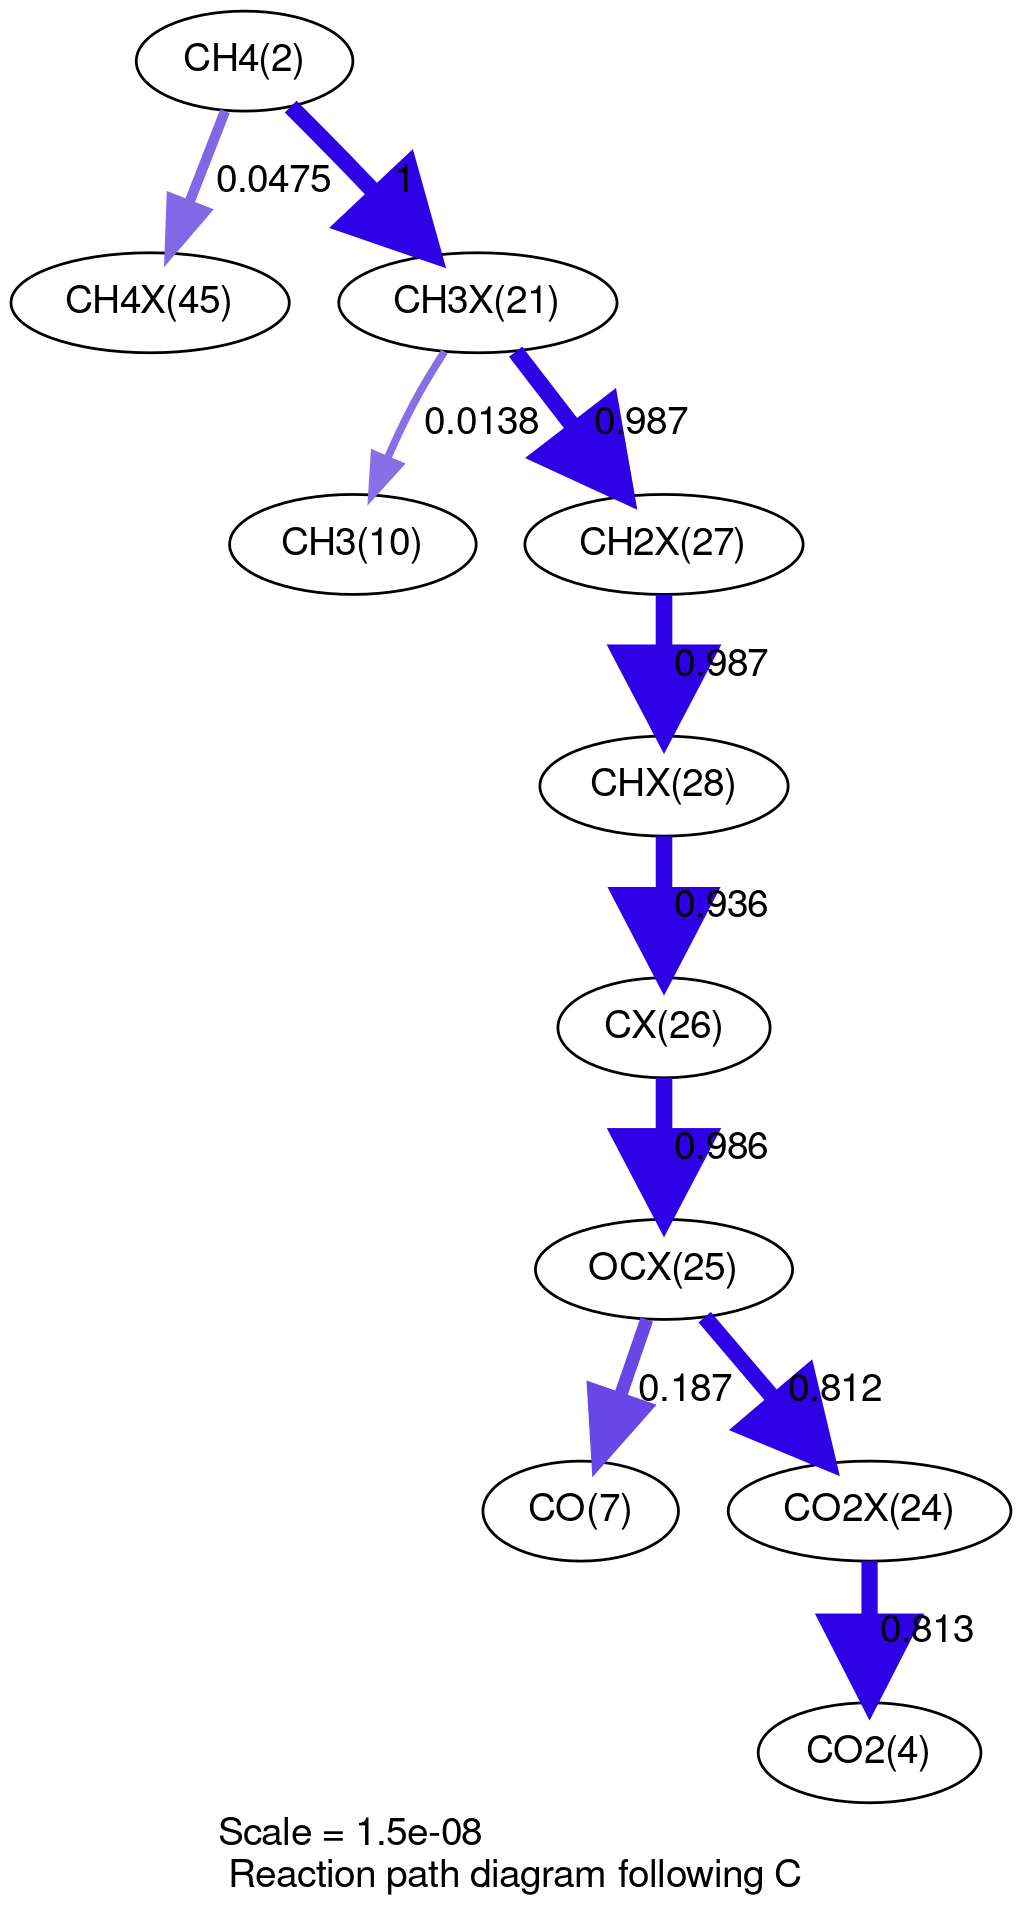 CH4(2)
0.0475
1
CH4X(45)
CH3X(21)
0.0138
0.987
CH3(10)
CH2X(27)
0.987
CHX(28)
0.936
CX(26)
0.986
OCX(25)
0.187
0.812
CO(7)
CO2X(24)
0.813
CO2(4)
Scale = 1.5e-08
Reaction path diagram following C